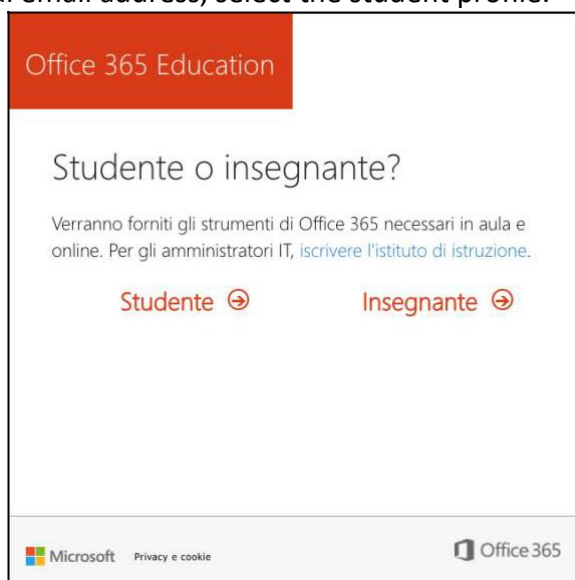 al email address, select the student profile.
Office 365 Education
Studente o insegnante?
Verranno forniti gli strumenti di Office 365 necessari in aula e
online. Per gli amministratori IT, iscrivere l'istituto di istruzione.
Studente Insegnante
Microsoft Privacy e cookie Office 365